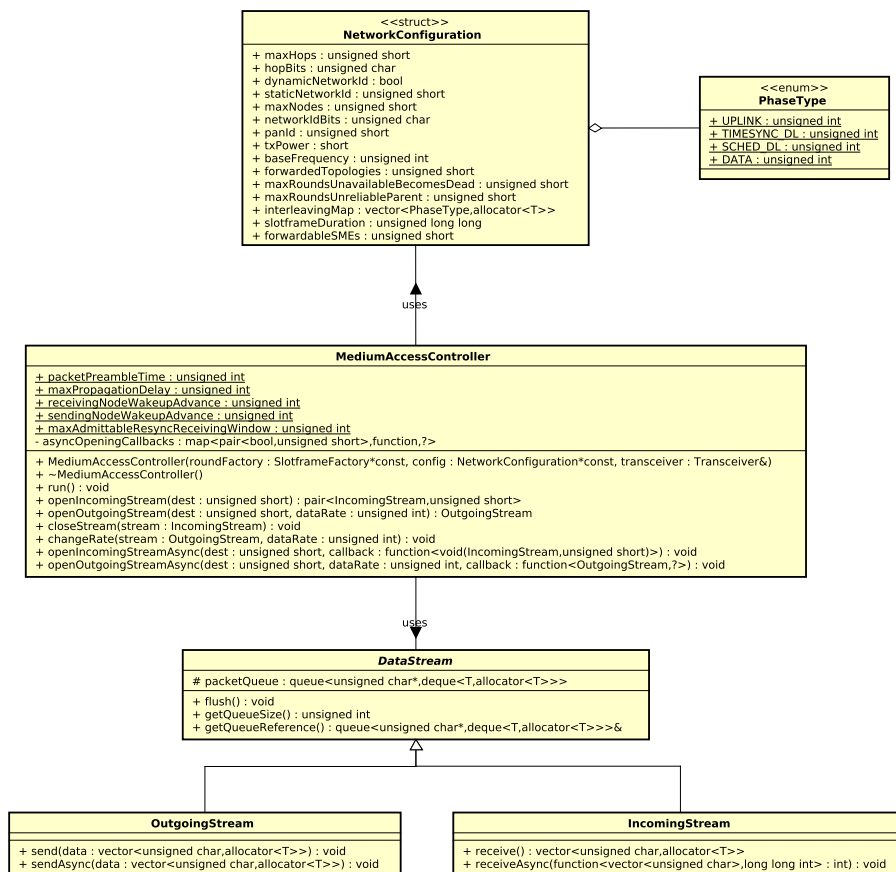 <<struct>>
NetworkConfiguration
+ maxHops : unsigned short
+ hopBits : unsigned char
+ dynamicNetworkId : bool
+ staticNetworkId : unsigned short
+ maxNodes : unsigned short
+ networkIdBits : unsigned char
+ panId : unsigned short
+ txPower : short
+ baseFrequency : unsigned int
+ forwardedTopologies : unsigned short
+ maxRoundsUnavailableBecomesDead : unsigned short
+ maxRoundsUnreliableParent : unsigned short
+ interleavingMap : vector<PhaseType,allocator<T>>
+ slotframeDuration : unsigned long long
+ forwardableSMEs : unsigned short
<<enum>>
PhaseType
+ UPLINK : unsigned int
+ TIMESYNC_DL : unsigned int
+ SCHED_DL : unsigned int
+ DATA : unsigned int
uses
MediumAccessController
+ packetPreambleTime : unsigned int
+ maxPropagationDelay : unsigned int
+ receivingNodeWakeupAdvance : unsigned int
+ sendingNodeWakeupAdvance : unsigned int
+ maxAdmittableResyncReceivingWindow : unsigned int
- asyncOpeningCallbacks : map<pair<bool,unsigned short>,function,?>
+ MediumAccessController(roundFactory : SlotframeFactory*const, config : NetworkConfiguration*const, transceiver : Transceiver&)
+ ~MediumAccessController()
+ run() : void
+ openIncomingStream(dest : unsigned short) : pair<IncomingStream,unsigned short>
+ openOutgoingStream(dest : unsigned short, dataRate : unsigned int) : OutgoingStream
+ closeStream(stream : IncomingStream) : void
+ changeRate(stream : OutgoingStream, dataRate : unsigned int) : void
+ openIncomingStreamAsync(dest : unsigned short, callback : function<void(IncomingStream,unsigned short)>) : void
+ openOutgoingStreamAsync(dest : unsigned short, dataRate : unsigned int, callback : function<OutgoingStream,?>) : void
uses
DataStream
# packetQueue : queue<unsigned char*,deque<T,allocator<T>>>
+ flush() : void
+ getQueueSize() : unsigned int
+ getQueueReference() : queue<unsigned char*,deque<T,allocator<T>>>&
OutgoingStream
+ send(data : vector<unsigned char,allocator<T>>) : void
+ sendAsync(data : vector<unsigned char,allocator<T>>) : void
IncomingStream
+ receive() : vector<unsigned char,allocator<T>>
+ receiveAsync(function<vector<unsigned char>,long long int> : int) : void